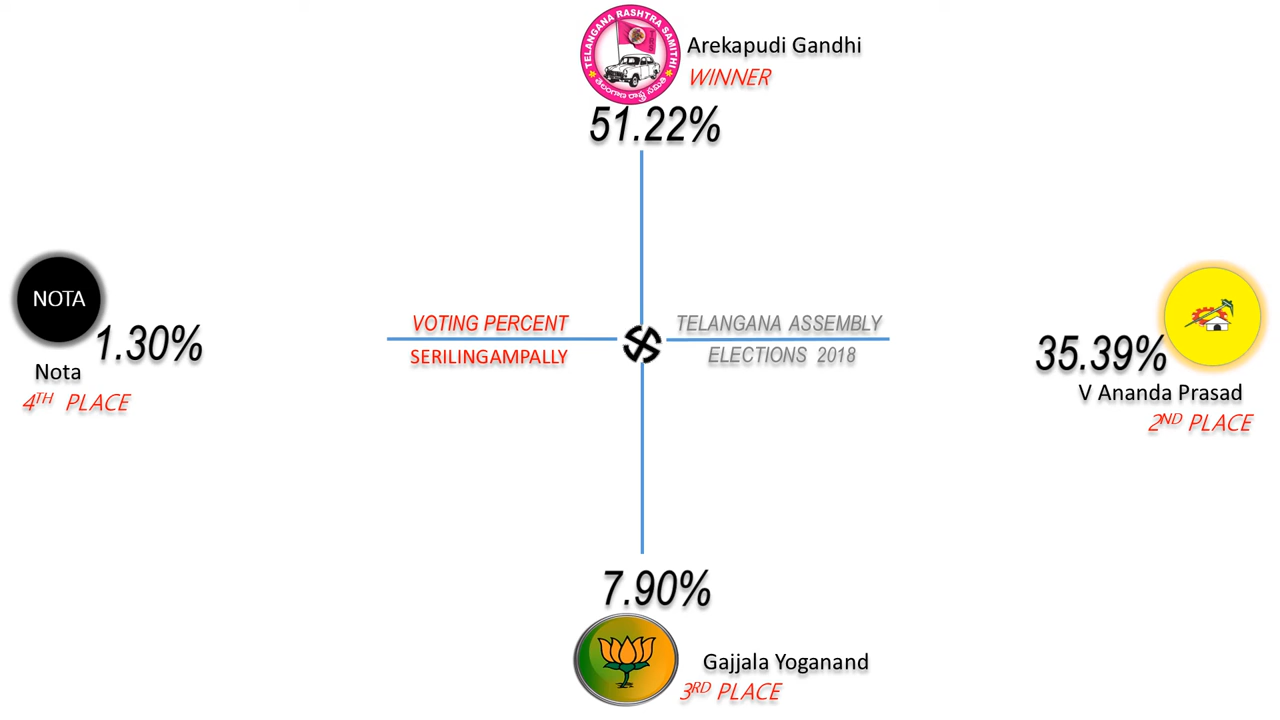 TELANGANA RASHTRA SAMITHI
తెలంగాణ రాష్ట్ర సమితి
Arekapudi Gandhi
WINNER
51.22%
NOTA
1.30%
Nota
4TH PLACE
VOTING PERCENT
SERILINGAMPALLY
TELANGANA ASSEMBLY
ELECTIONS 2018
35.39%
V Ananda Prasad
2ND PLACE
7.90%
Gajjala Yoganand
3RD PLACE